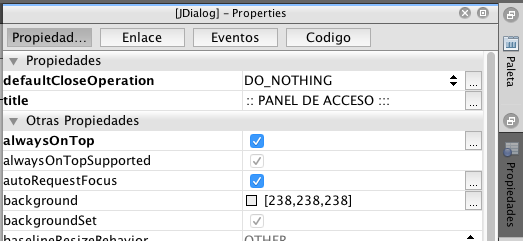 [JDialog] - Properties
Propiedad... Enlace Eventos Codigo
Propiedades
defaultCloseOperation DO_NOTHING ...
title :: PANEL DE ACCESO ::: ...
Otras Propiedades
alwaysOnTop ...
alwaysOnTopSupported
autoRequestFocus ...
background [238,238,238] ...
backgroundSet
baselineResizeBehavior OTHER
Paleta
Propiedades